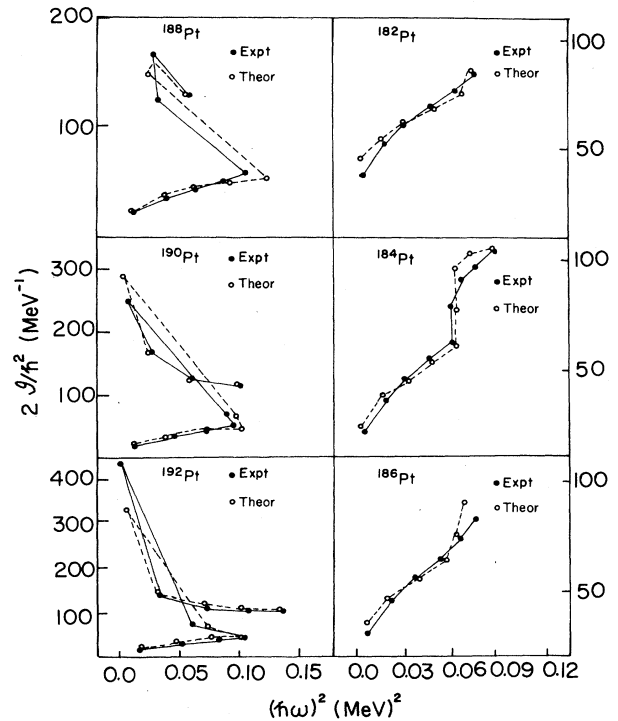 200
188Pt
Expt
Theor
100
182Pt
Expt
Theor
100
50
190Pt
Expt
Theor
300
200
100
184Pt
Expt
Theor
100
50
192Pt
Expt
Theor
400
300
200
100
186Pt
Expt
Theor
100
50
2 𝓘/ħ² (MeV⁻¹)
0.0 0.05 0.10 0.15
0.0 0.03 0.06 0.09 0.12
(ħω)² (MeV)²